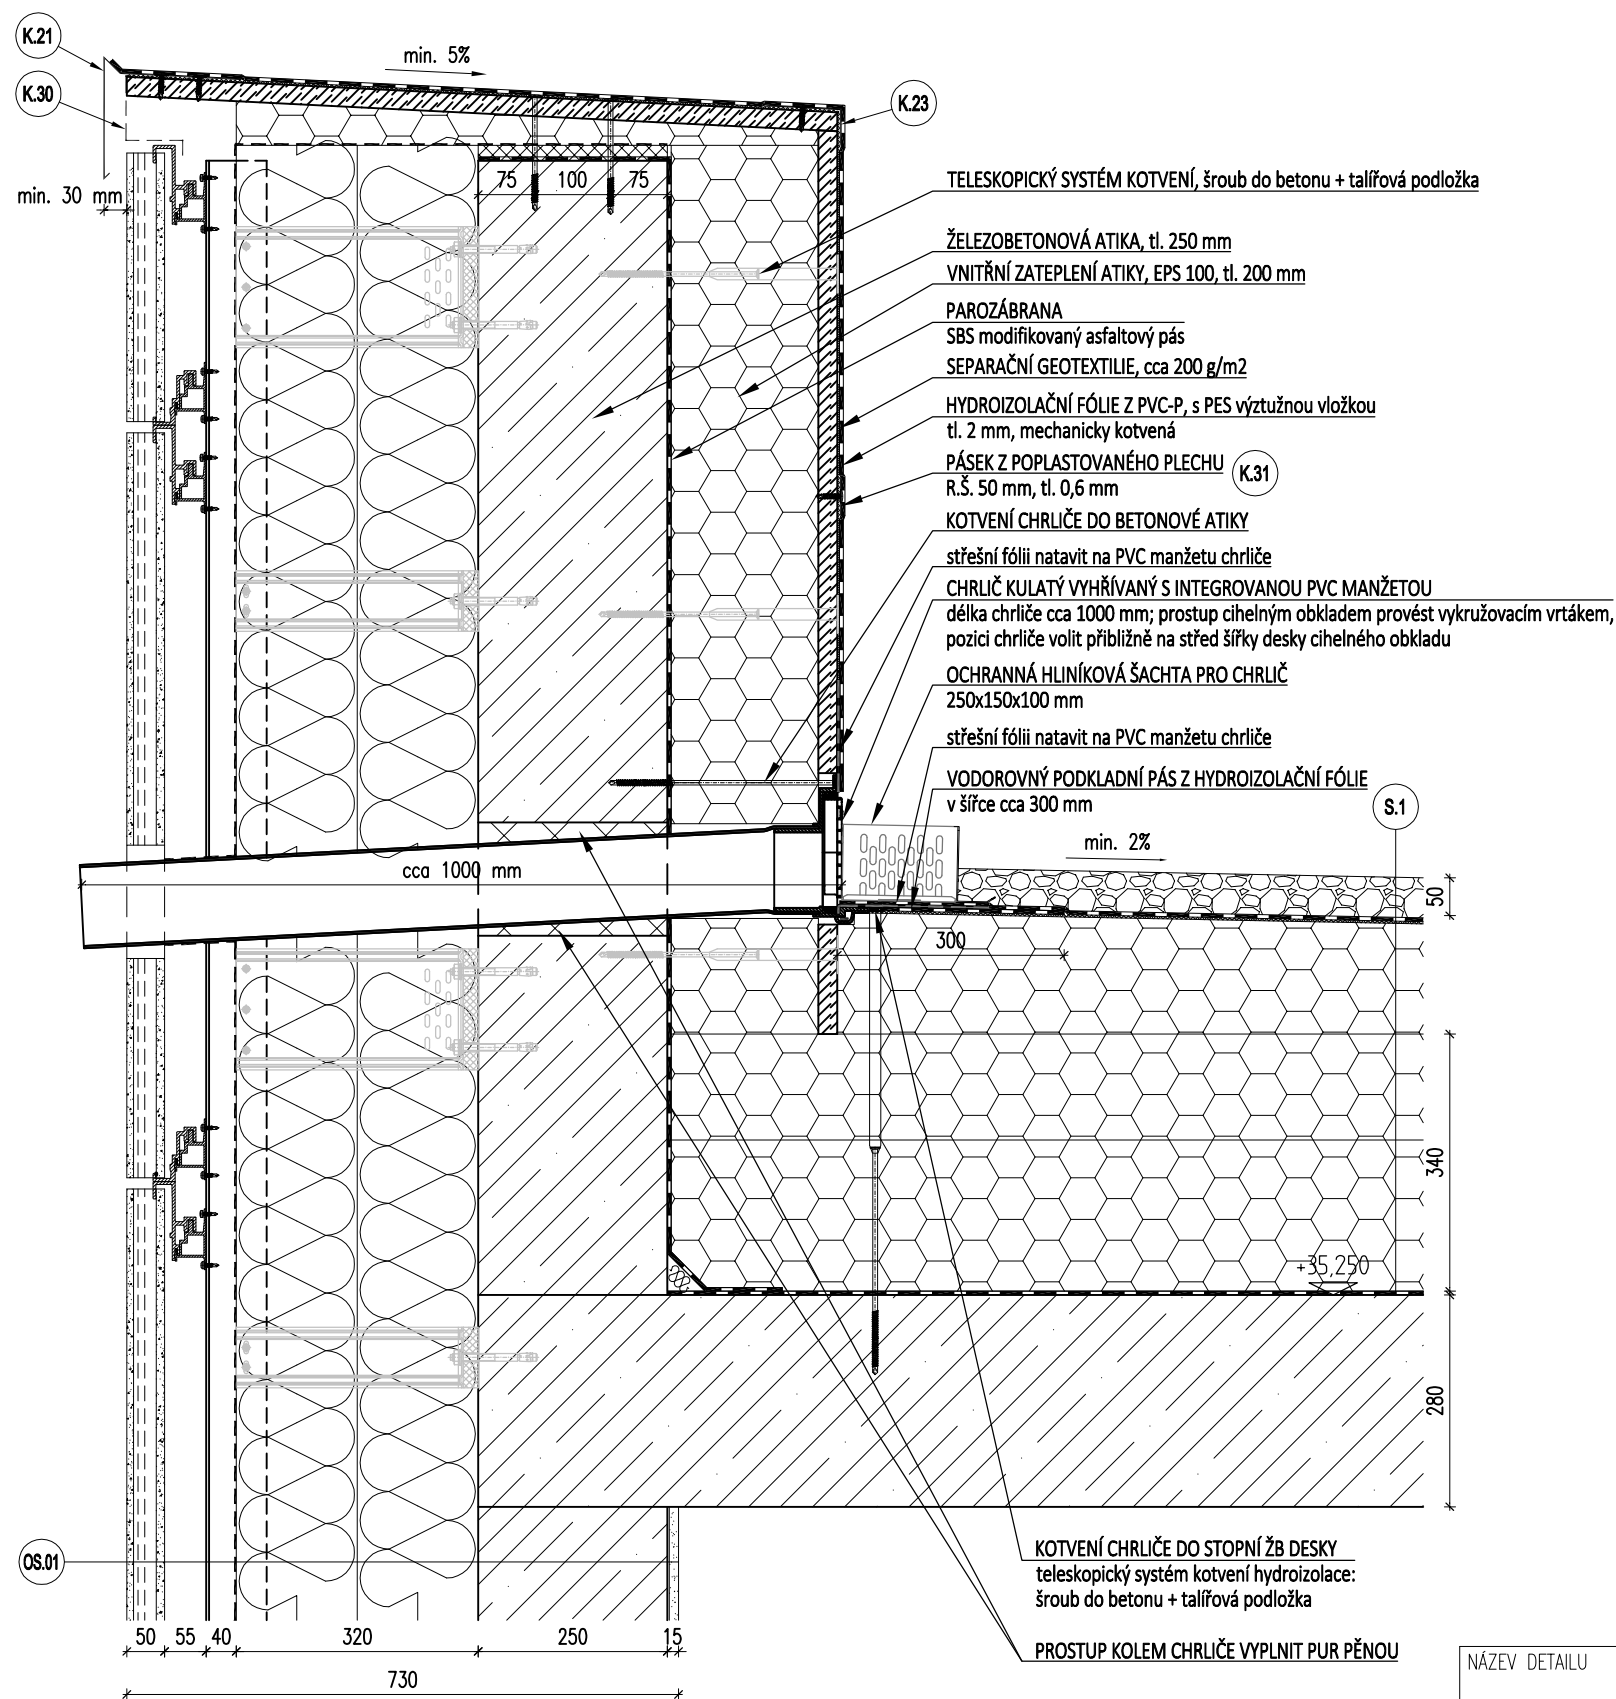 K.21
min. 5%
K.30
K.23
75 100 75
min. 30 mm
TELESKOPICKÝ SYSTÉM KOTVENÍ, šroub do betonu + talířová podložka
ŽELEZOBETONOVÁ ATIKA, tl. 250 mm
VNITŘNÍ ZATEPLENÍ ATIKY, EPS 100, tl. 200 mm
PAROZÁBRANA
SBS modifikovaný asfaltový pás
SEPARAČNÍ GEOTEXTILIE, cca 200 g/m2
HYDROIZOLAČNÍ FÓLIE Z PVC-P, s PES výztužnou vložkou
tl. 2 mm, mechanicky kotvená
PÁSEK Z POPLASTOVANÉHO PLECHU
K.31
R.Š. 50 mm, tl. 0,6 mm
KOTVENÍ CHRLIČE DO BETONOVÉ ATIKY
střešní fólii natavit na PVC manžetu chrliče
CHRLIČ KULATÝ VYHŘÍVANÝ S INTEGROVANOU PVC MANŽETOU
délka chrliče cca 1000 mm; prostup cihelným obkladem provést vykružovacím vrtákem,
pozici chrliče volit přibližně na střed šířky desky cihelného obkladu
OCHRANNÁ HLINÍKOVÁ ŠACHTA PRO CHRLIČ
250x150x100 mm
střešní fólii natavit na PVC manžetu chrliče
VODOROVNÝ PODKLADNÍ PÁS Z HYDROIZOLAČNÍ FÓLIE
v šířce cca 300 mm
S.1
min. 2%
cca 1000 mm
50
300
340
+35,250
280
KOTVENÍ CHRLIČE DO STOPNÍ ŽB DESKY
teleskopický systém kotvení hydroizolace:
šroub do betonu + talířová podložka
OS.01
PROSTUP KOLEM CHRLIČE VYPLNIT PUR PĚNOU
50 55 40 320 250 15
730
NÁZEV DETAILU